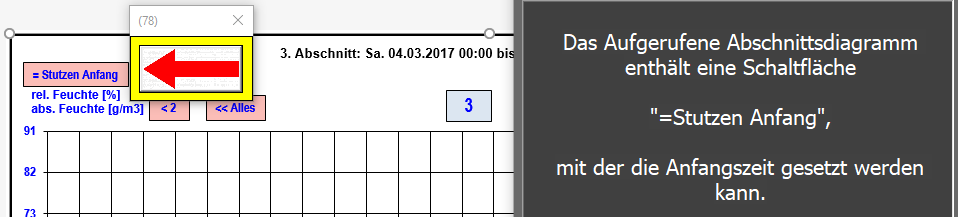 (78)
3. Abschnitt: Sa. 04.03.2017 00:00 bis
= Stutzen Anfang
rel. Feuchte [%]
abs. Feuchte [g/m3]
< 2
<< Alles
3
91
82
73
Das Aufgerufene Abschnittsdiagramm
enthält eine Schaltfläche
"=Stutzen Anfang",
mit der die Anfangszeit gesetzt werden
kann.